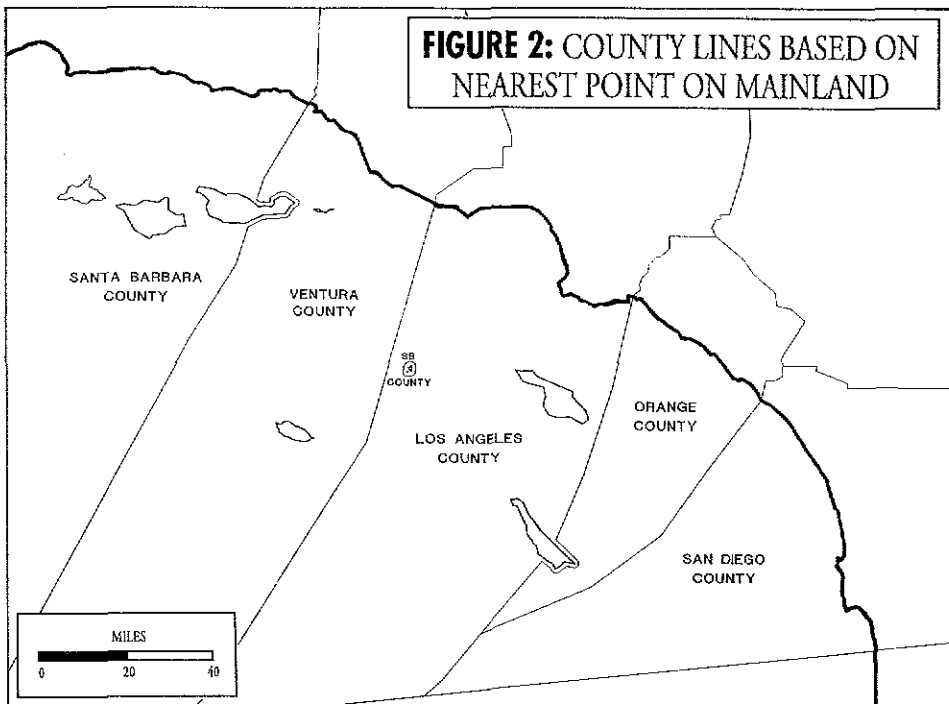 FIGURE 2: COUNTY LINES BASED ON
NEAREST POINT ON MAINLAND
SANTA BARBARA
COUNTY
VENTURA
COUNTY
SB
COUNTY
LOS ANGELES
COUNTY
ORANGE
COUNTY
SAN DIEGO
COUNTY
MILES
0 20 40